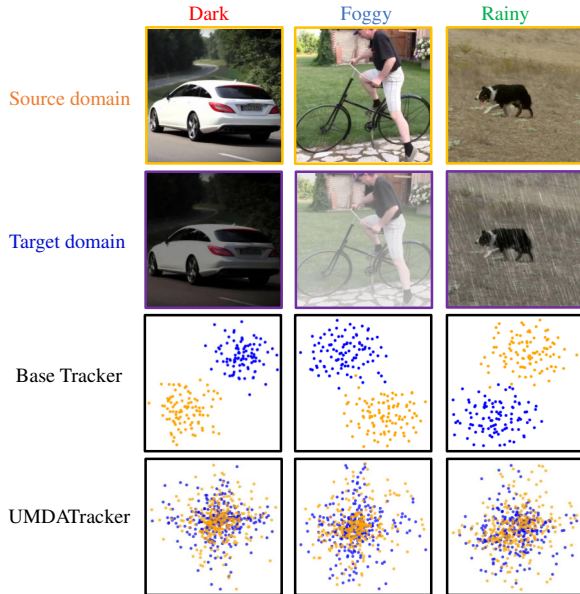 Dark Foggy Rainy
Source domain
Target domain
Base Tracker
UMDATracker